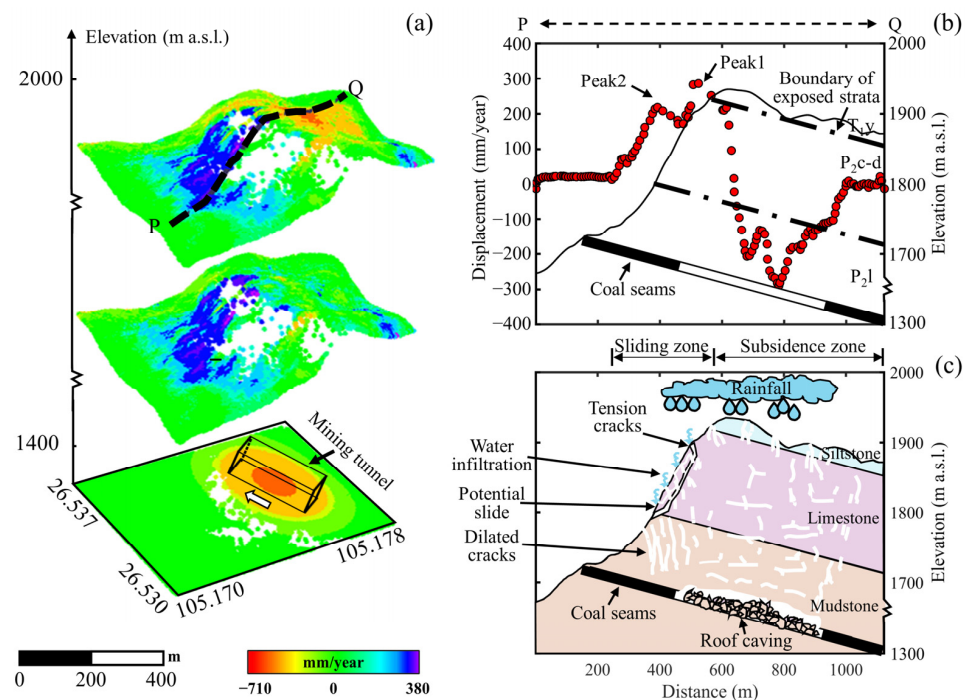 (a)
Elevation (m a.s.l.)
2000
Q
P
1400
Mining tunnel
26.537
26.530
105.170
105.178
m
0 200 400
mm/year
−710 0 380
P Q
(b)
400
300
200
100
0
−100
−200
−300
−400
Displacement (mm/year)
Peak1
Peak2
Boundary of
exposed strata
T₁y
P₂c-d
P₂l
Coal seams
2000
1900
1800
1700
1300
Elevation (m a.s.l.)
Sliding zone
Subsidence zone
(c)
Rainfall
Tension
cracks
Water
infiltration
Potential
slide
Dilated
cracks
Siltstone
Limestone
Mudstone
Coal seams
Roof caving
2000
1900
1800
1700
1300
Elevation (m a.s.l.)
200 400 600 800 1000
Distance (m)